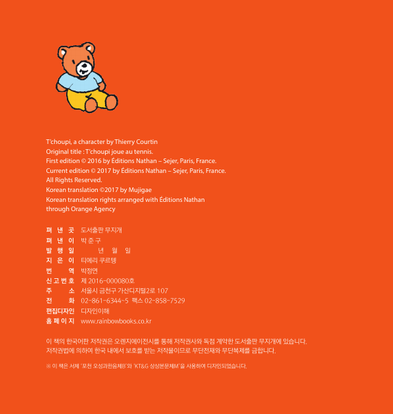 T'choupi, a character by Thierry Courtin
Original title : T'choupi joue au tennis.
First edition © 2016 by Éditions Nathan – Sejer, Paris, France.
Current edition © 2017 by Éditions Nathan – Sejer, Paris, France.
All Rights Reserved.
Korean translation ©2017 by Mujigae
Korean translation rights arranged with Éditions Nathan
through Orange Agency
펴 낸 곳 도서출판 무지개
펴 낸 이 박 준 구
발 행 일 년 월 일
지 은 이 티에리 쿠르탱
번 역 박정연
신고번호 제 2016-000080호
주 소 서울시 금천구 가산디지털2로 107
전 화 02-861-6344~5 팩스 02-858-7529
편집디자인 디자인이매
홈페이지 www.rainbowbooks.co.kr
이 책의 한국어판 저작권은 오렌지에이전시를 통해 저작권사와 독점 계약한 도서출판 무지개에 있습니다.
저작권법에 의하여 한국 내에서 보호를 받는 저작물이므로 무단전재와 무단복제를 금합니다.
※ 이 책은 서체 '포천 오성과한음체B'와 'KT&G 상상본문체M'을 사용하여 디자인되었습니다.